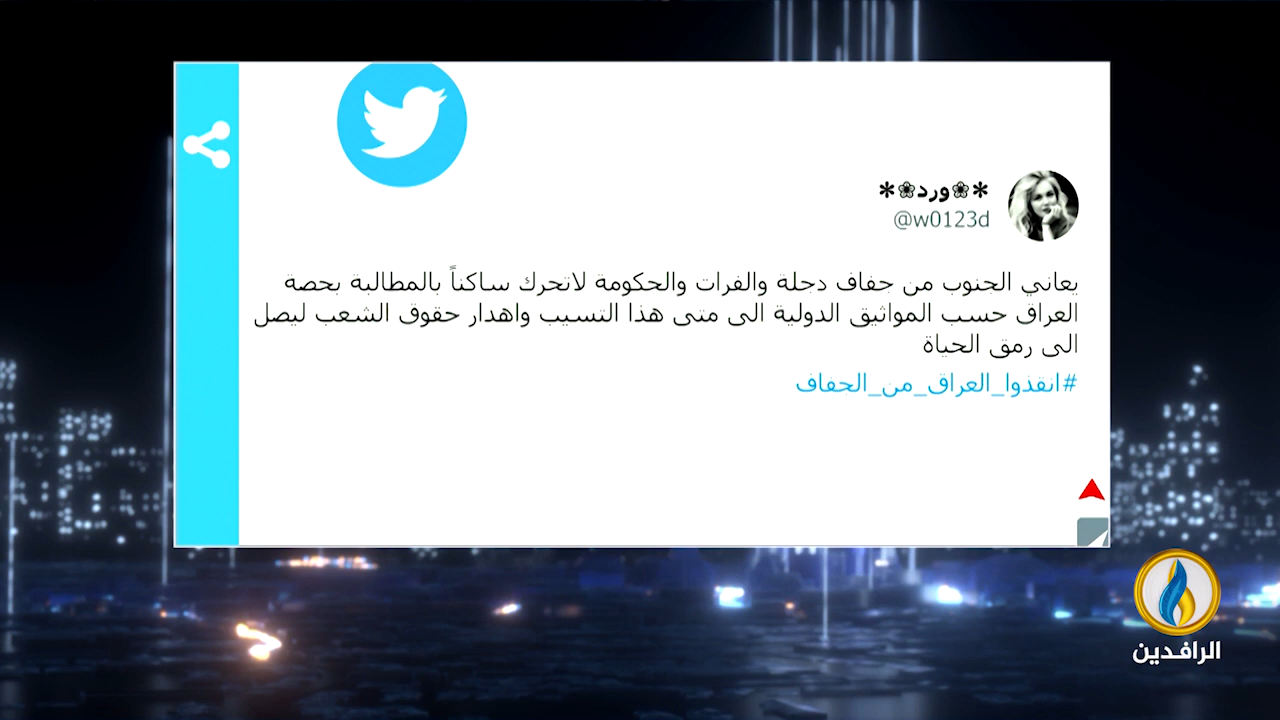 *❀ورد❀*
@w0123d
يعاني الجنوب من جفاف دجلة والفرات والحكومة لاتحرك ساكناً بالمطالبة بحصة
العراق حسب المواثيق الدولية الى متى هذا التسيب واهدار حقوق الشعب ليصل
الى رمق الحياة
#انقذوا_العراق_من_الجفاف
الرافدين